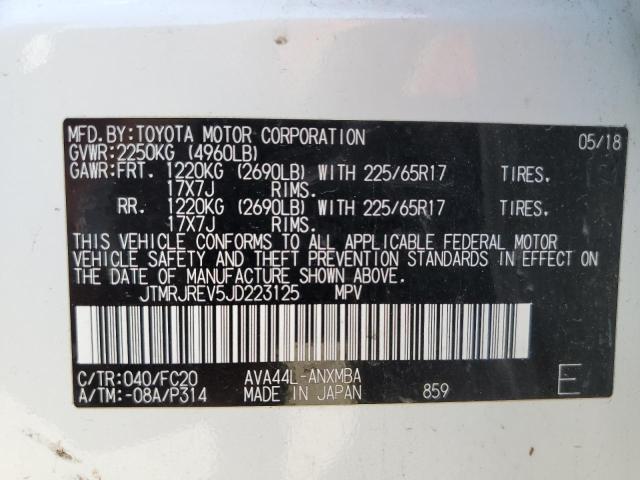 MFD.BY:TOYOTA MOTOR CORPORATION 05/18
GVWR:2250KG (4960LB)
GAWR:FRT. 1220KG (2690LB) WITH 225/65R17 TIRES.
17X7J RIMS.
RR. 1220KG (2690LB) WITH 225/65R17 TIRES.
17X7J RIMS.
THIS VEHICLE CONFORMS TO ALL APPLICABLE FEDERAL MOTOR
VEHICLE SAFETY AND THEFT PREVENTION STANDARDS IN EFFECT ON
THE DATE OF MANUFACTURE SHOWN ABOVE.
JTMRJREV5JD223125 MPV
C/TR:040/FC20 AVA44L-ANXMBA
A/TM:-08A/P314 MADE IN JAPAN 859 E